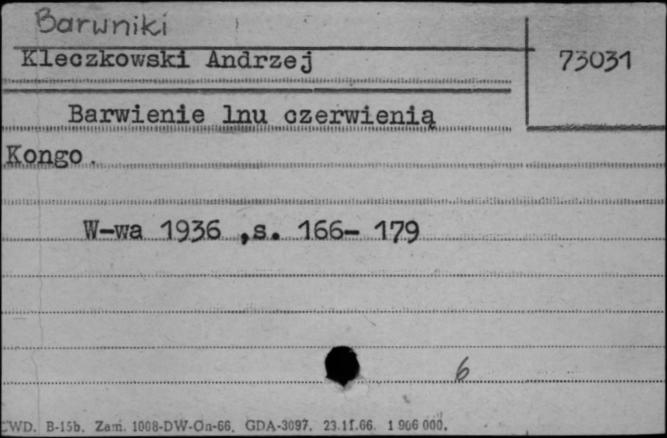 Barwniki
Kleczkowski Andrzej
73031
Barwienie lnu czerwienią
Kongo.
W-wa 1936 ,s. 166- 179
6
CWD. B-15b. Zam. 1008-DW-On-66. GDA-3097. 23.11.66. 1 906 000.